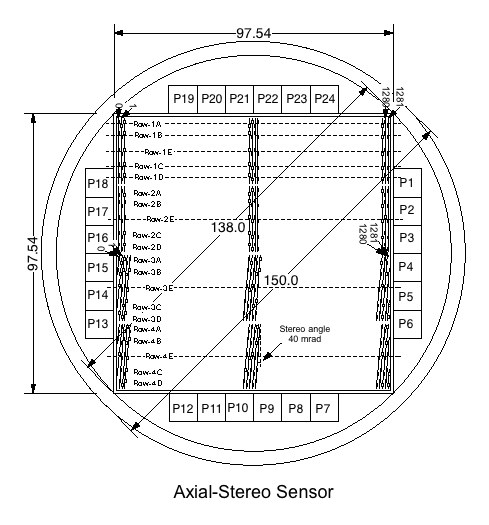 97.54
P19 P20 P21 P22 P23 P24
0 1
1280 1281
Row-1A
Row-1B
Row-1E
Row-1C
Row-1D
P18 P1
Row-2A
Row-2B
P17 P2
Row-2E
138.0
P16 P3
Row-2C
Row-2D
0 1
1280 1281
97.54
Row-3A
P15 P4
Row-3B
150.0
Row-3E
P14 P5
Row-3C
Row-3D
P13 P6
Row-4A
Row-4B
Stereo angle
40 mrad
Row-4E
Row-4C
Row-4D
P12 P11 P10 P9 P8 P7
Axial-Stereo Sensor